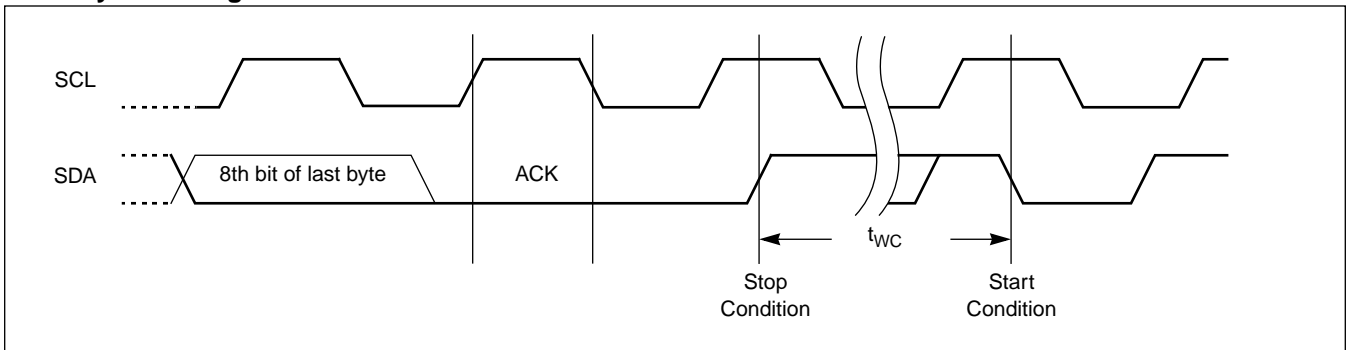 SCL
SDA
8th bit of last byte
ACK
tWC
Stop
Condition
Start
Condition